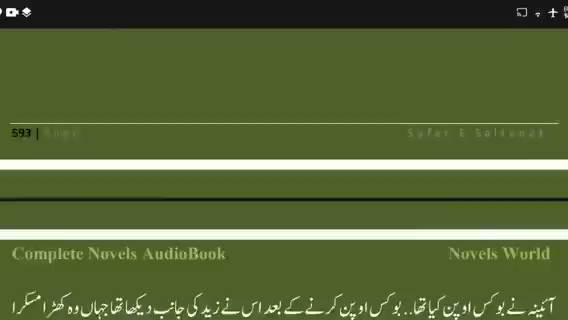 593 | Page
Safar E Saltanat
Complete Novels AudioBook
Novels World
آئینہ نے بوکس اوپن کیا تھا.. بوکس اوپن کرنے کے بعد اس نے زید کی جانب دیکھا تھا جہاں وہ کھڑا مسکرا